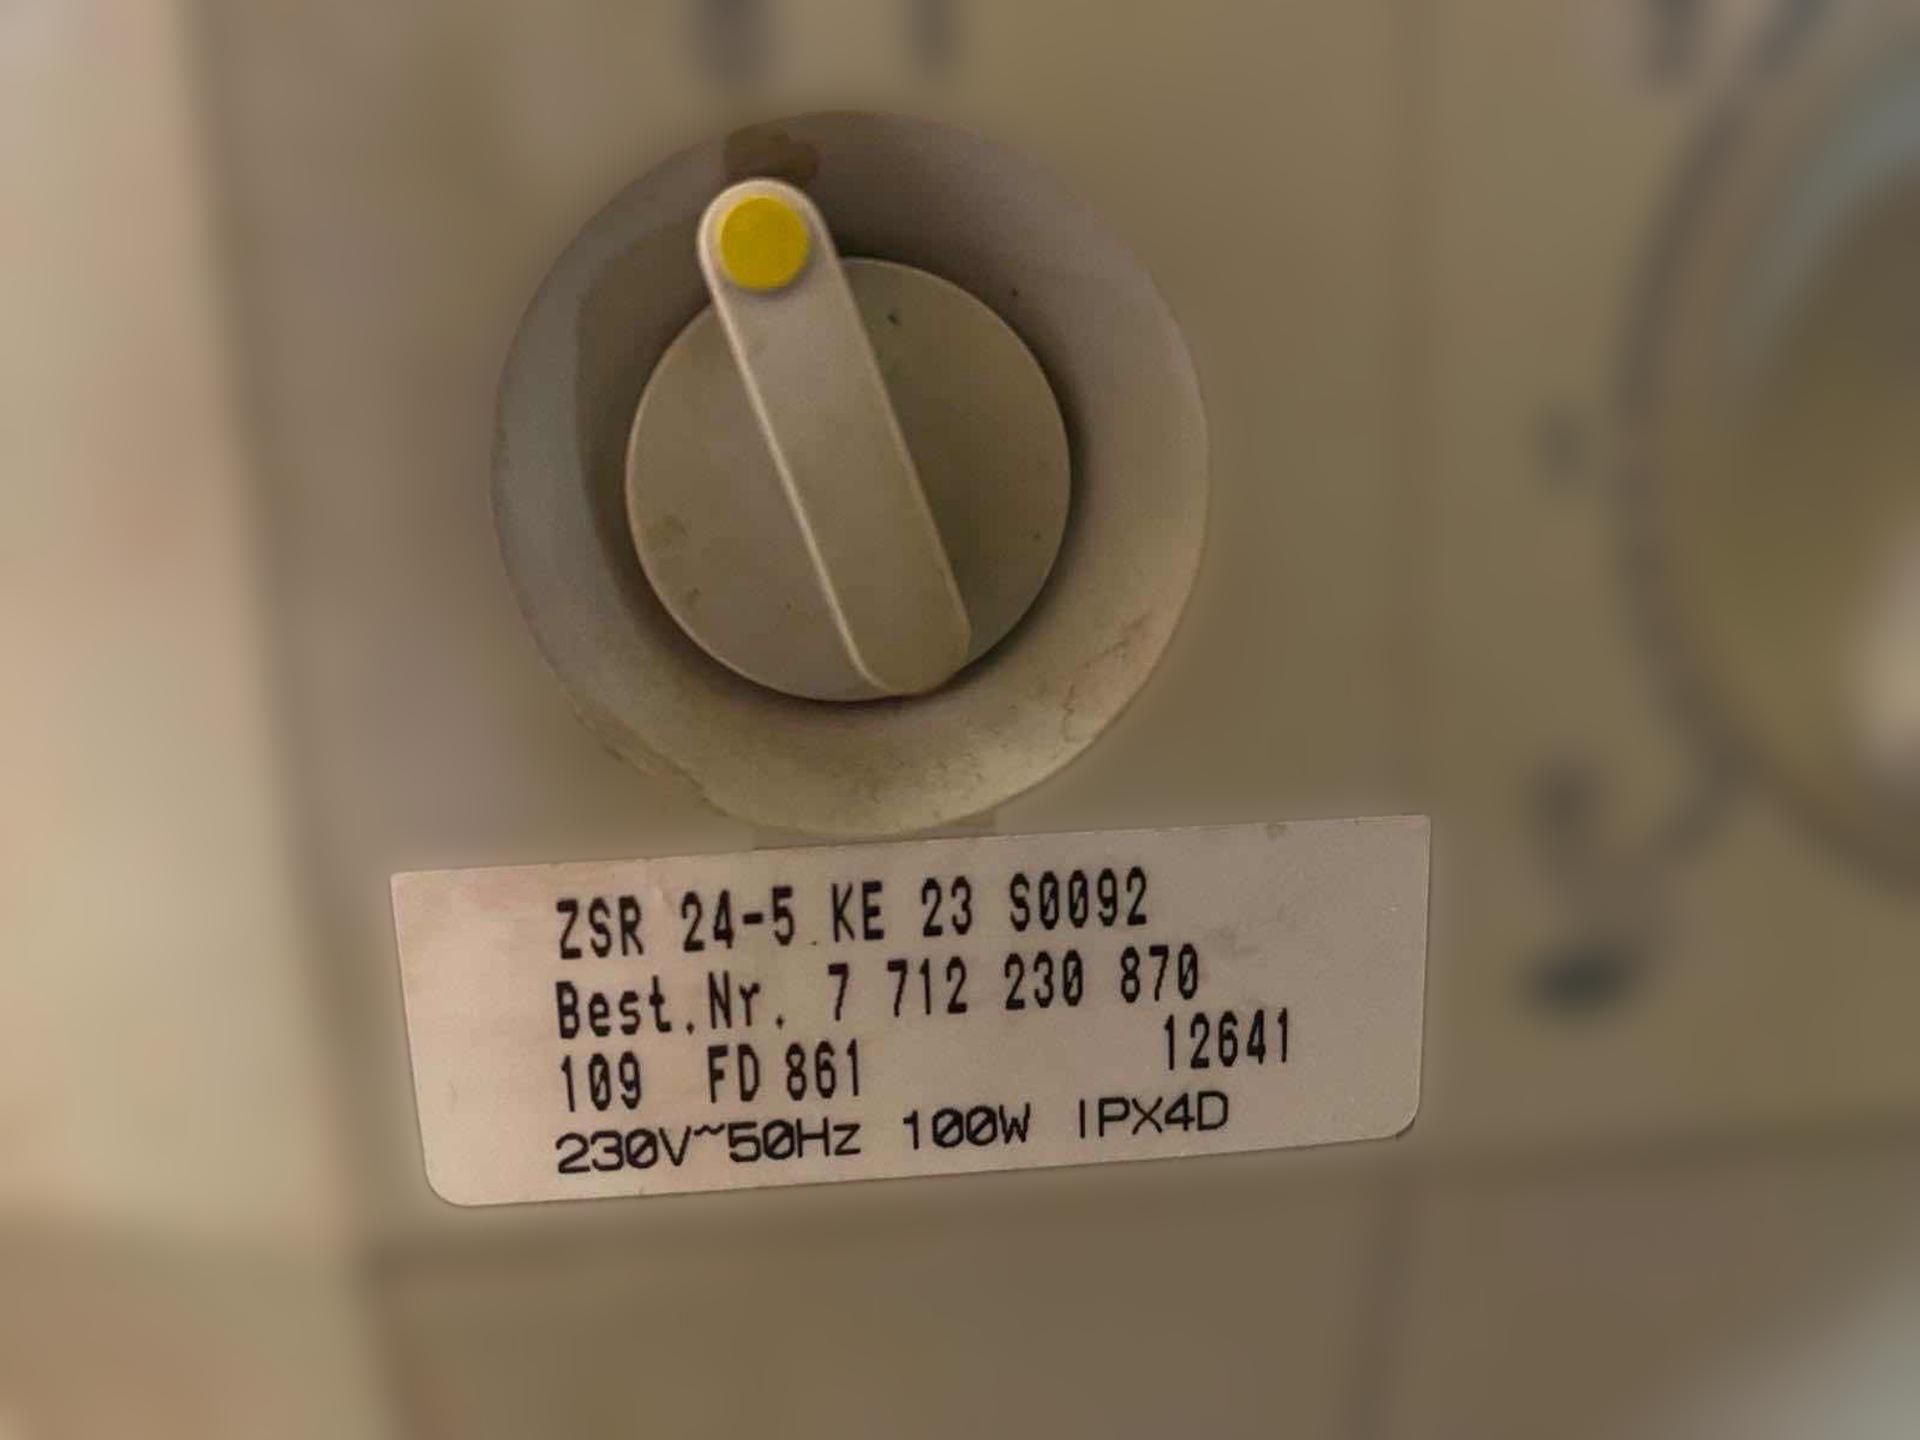 ZSR 24-5 KE 23 S0092
Best.Nr. 7 712 230 870
109 FD 861 12641
230V~50Hz 100W IPX4D